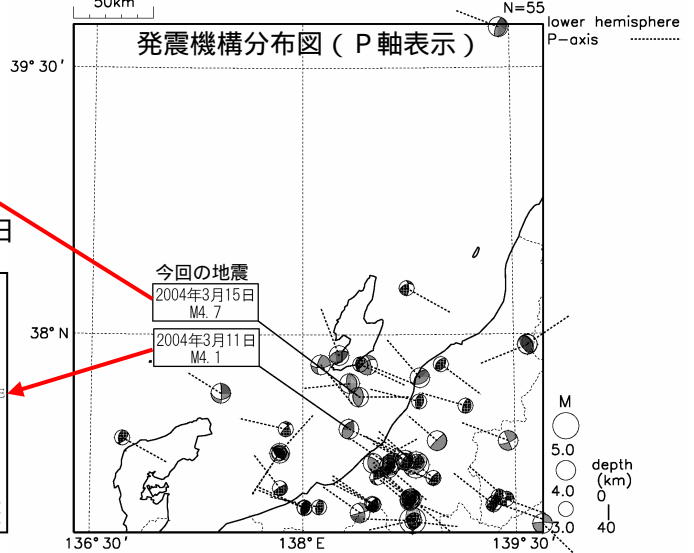 50km
N=55
lower hemisphere
P-axis
発震機構分布図(P軸表示)
39°30′
日
今回の地震
2004年3月15日
M4.7
38°N
2004年3月11日
M4.1
M
5.0
4.0
3.0
depth
(km)
0
40
136°30′
138°E
139°30′